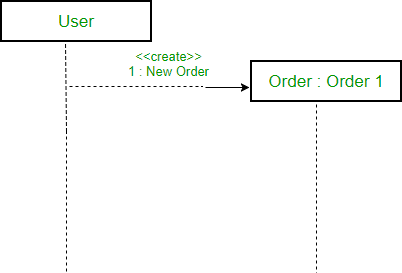 User
<<create>>
1 : New Order
Order : Order 1